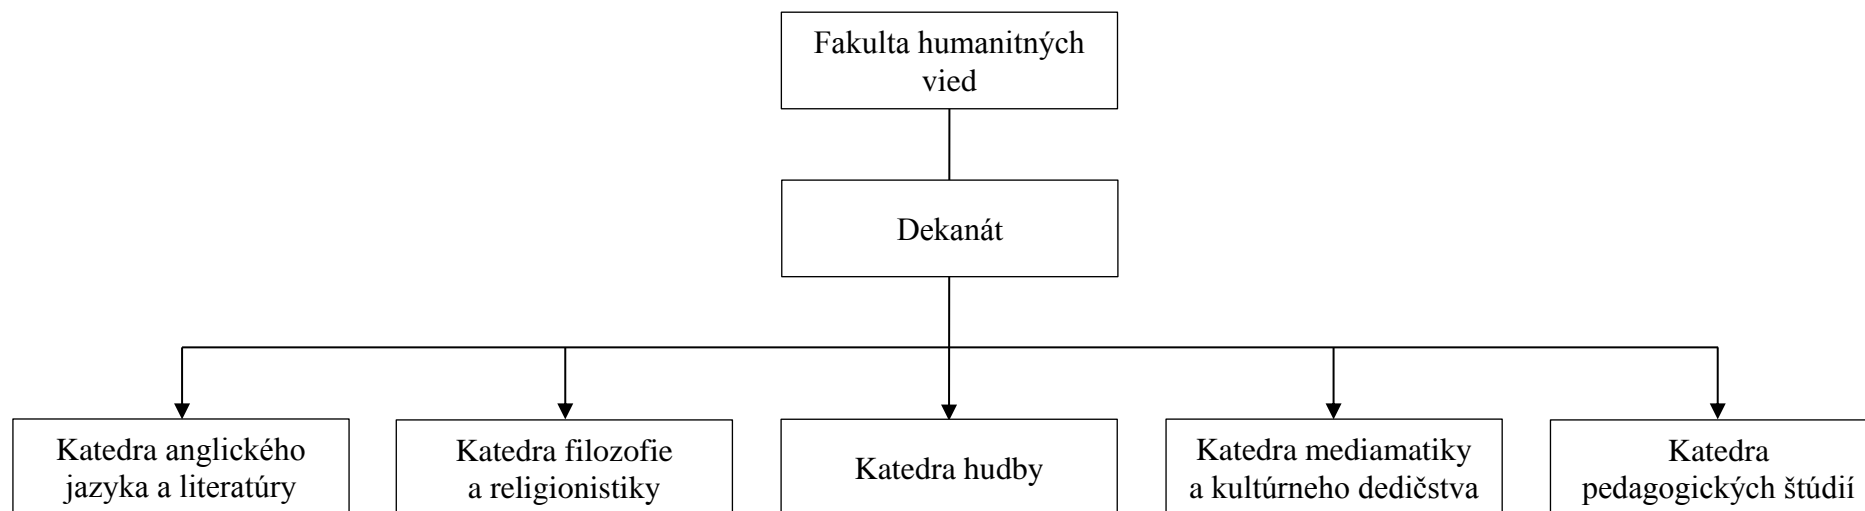 Fakulta humanitných
vied
Dekanát
Katedra anglického
jazyka a literatúry
Katedra filozofie
a religionistiky
Katedra hudby
Katedra mediamatiky
a kultúrneho dedičstva
Katedra
pedagogických štúdií